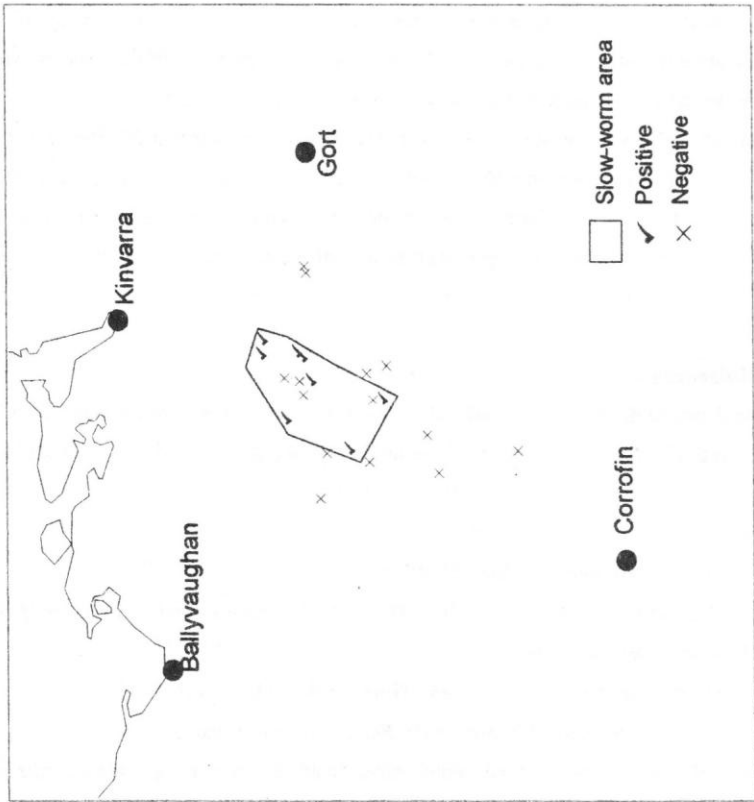 Kinvarra
Gort
Ballyvaughan
Corrofin
Slow-worm area
Positive
Negative